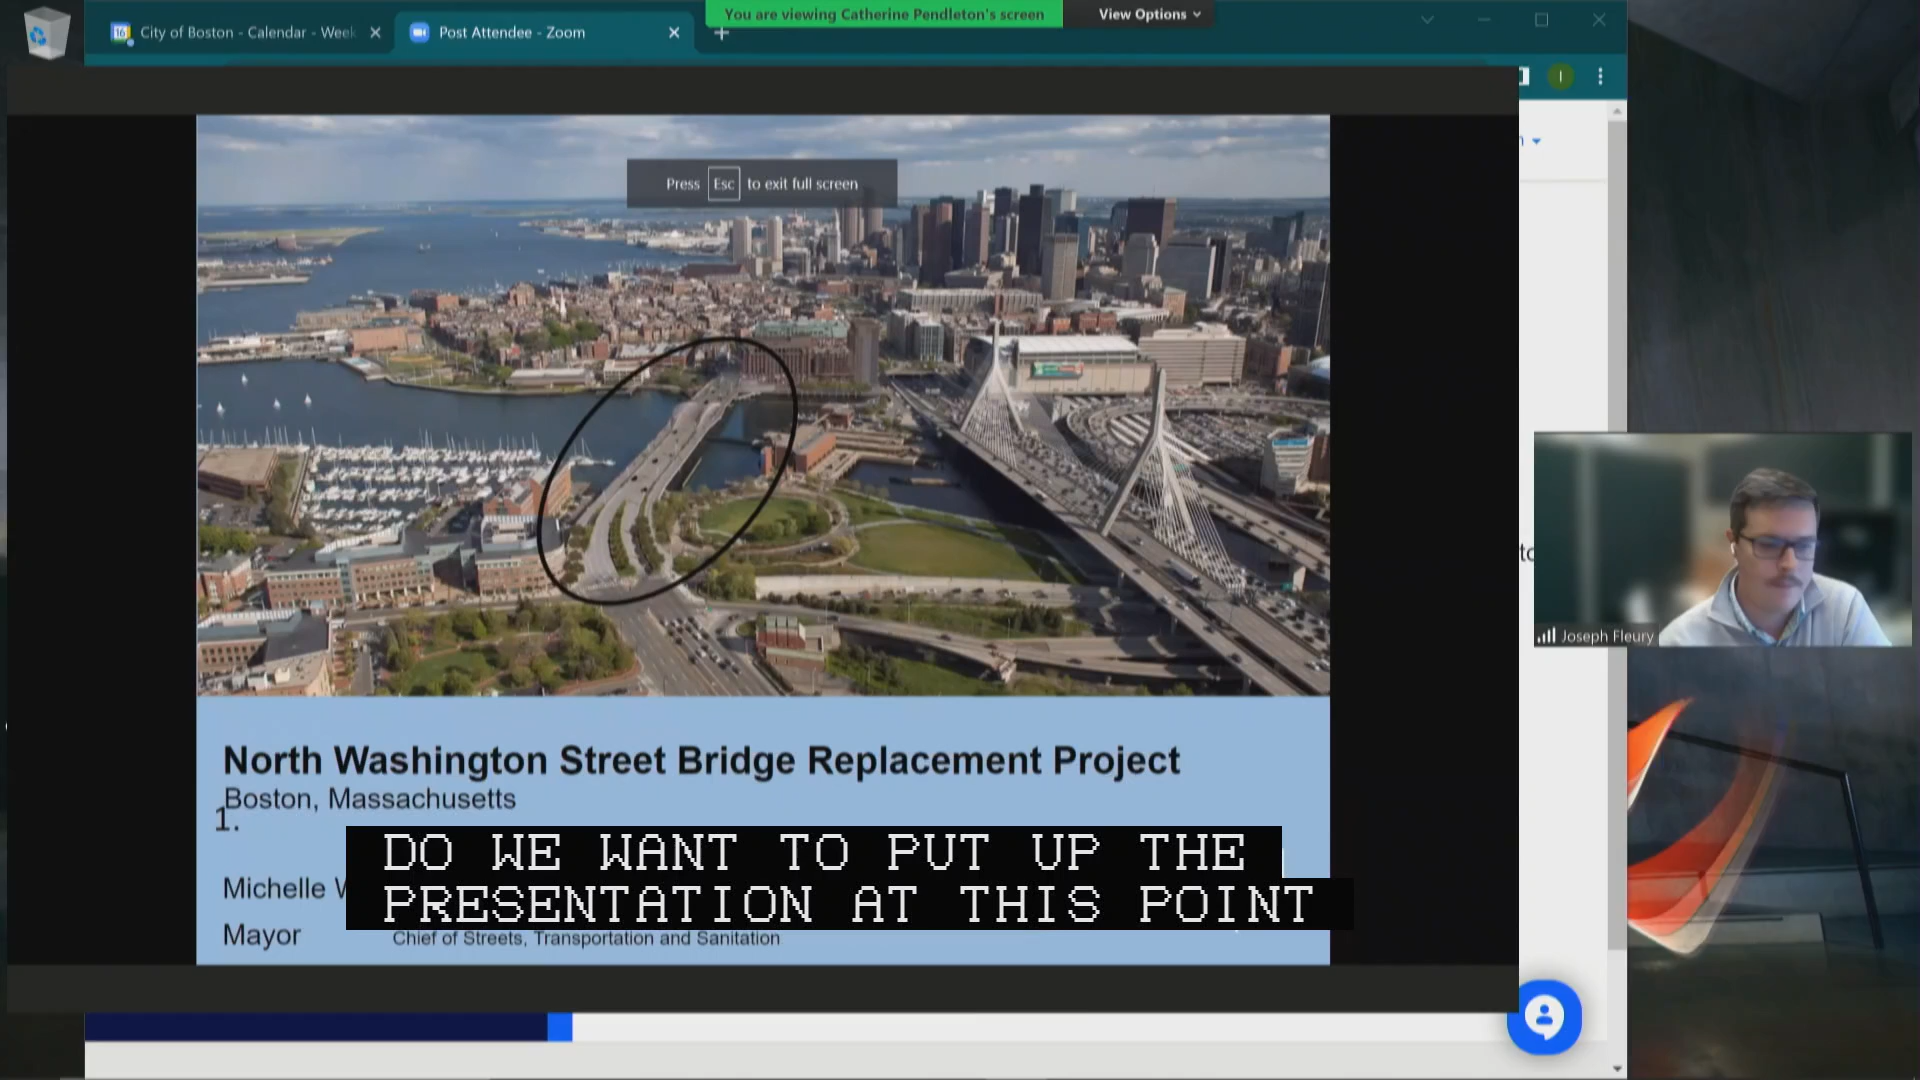 You are viewing Catherine Pendleton's screen
View Options
City of Boston - Calendar - Week
Post Attendee - Zoom
Press Esc to exit full screen
Joseph Fleury
North Washington Street Bridge Replacement Project
Boston, Massachusetts
1.
Michelle
DO WE WANT TO PUT UP THE
PRESENTATION AT THIS POINT
Mayor
Chief of Streets, Transportation and Sanitation